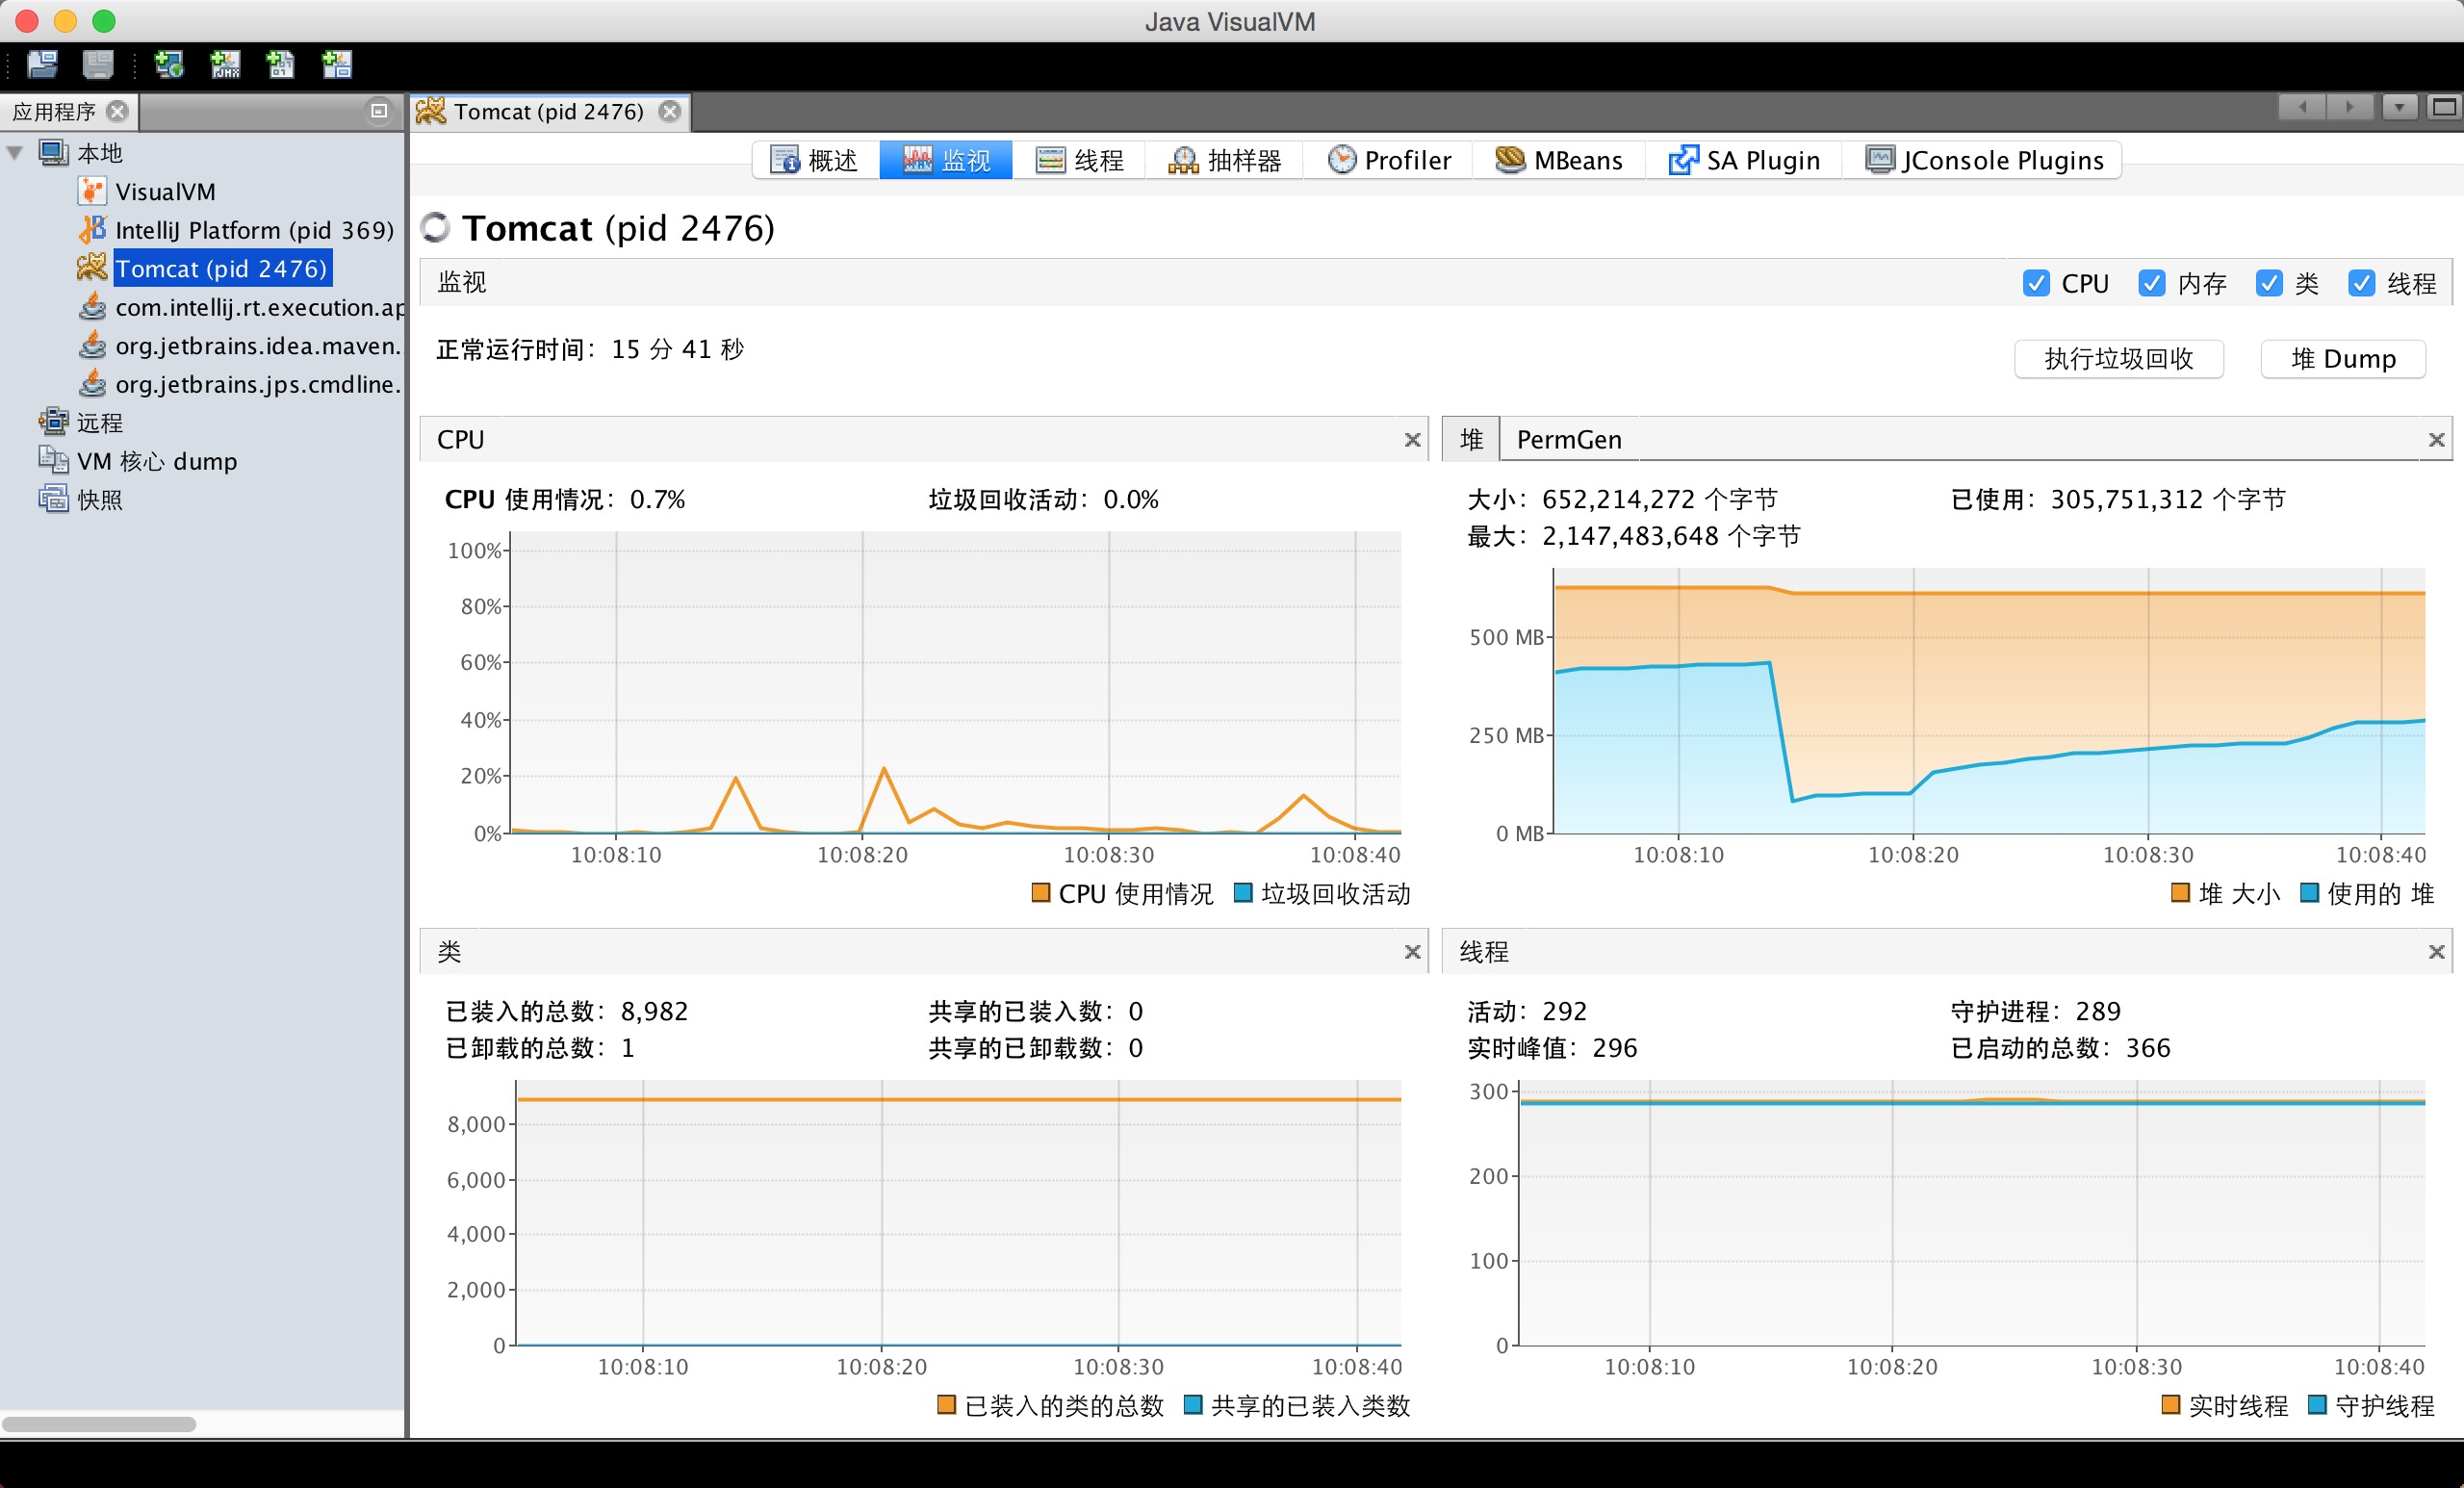 Java VisualVM
应用程序
Tomcat (pid 2476)
本地
VisualVM
IntelliJ Platform (pid 369)
Tomcat (pid 2476)
com.intellij.rt.execution.ap
org.jetbrains.idea.maven.
org.jetbrains.jps.cmdline.
远程
VM 核心 dump
快照
概述 监视 线程 抽样器 Profiler MBeans SA Plugin JConsole Plugins
Tomcat (pid 2476)
监视 CPU 内存 类 线程
正常运行时间：15 分 41 秒 执行垃圾回收 堆 Dump
CPU
CPU 使用情况：0.7% 垃圾回收活动：0.0%
100%
80%
60%
40%
20%
0%
10:08:10 10:08:20 10:08:30 10:08:40
CPU 使用情况 垃圾回收活动
堆 PermGen
大小：652,214,272 个字节 已使用：305,751,312 个字节
最大：2,147,483,648 个字节
500 MB
250 MB
0 MB
10:08:10 10:08:20 10:08:30 10:08:40
堆 大小 使用的 堆
类
已装入的总数：8,982 共享的已装入数：0
已卸载的总数：1 共享的已卸载数：0
8,000
6,000
4,000
2,000
0
10:08:10 10:08:20 10:08:30 10:08:40
已装入的类的总数 共享的已装入类数
线程
活动：292 守护进程：289
实时峰值：296 已启动的总数：366
300
200
100
0
10:08:10 10:08:20 10:08:30 10:08:40
实时线程 守护线程